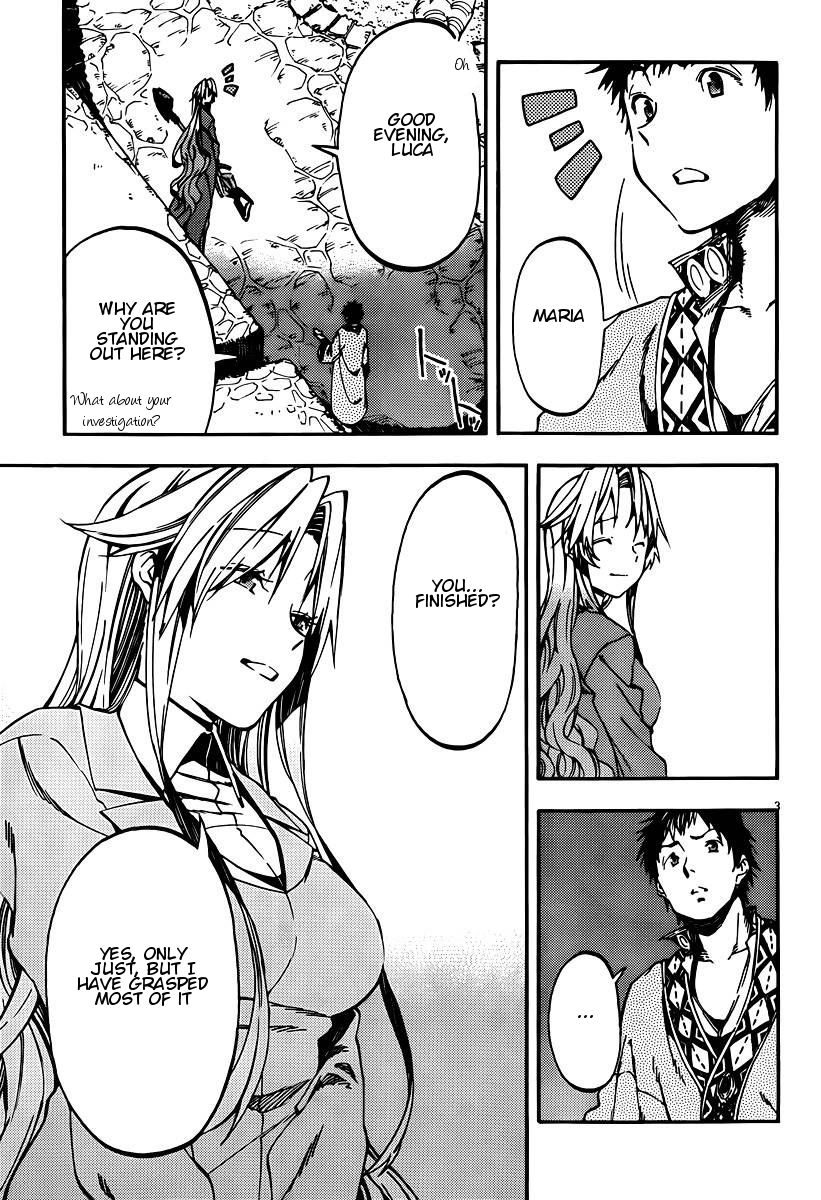 MARIA
Oh
GOOD
EVENING,
LUCA
WHY ARE
YOU
STANDING
OUT HERE?
What about your
investigation?
3
...
YOU...
FINISHED?
YES, ONLY
JUST, BUT I
HAVE GRASPED
MOST OF IT